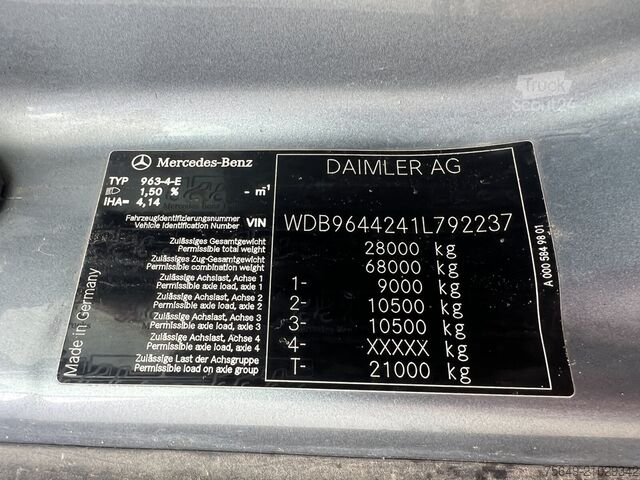 Truck
Scout24
Mercedes-Benz
DAIMLER AG
TYP 963-4-E
1,50 % - m⁻¹
IHA= 4,14
Fahrzeugidentifizierungsnummer
Vehicle Identification Number VIN WDB9644241L792237
Zulässiges Gesamtgewicht
Permissible total weight 28000 kg
Zulässiges Zug-Gesamtgewicht
Permissible combination weight 68000 kg
Zulässige Achslast, Achse 1
Permissible axle load, axle 1 1- 9000 kg
Zulässige Achslast, Achse 2
Permissible axle load, axle 2 2- 10500 kg
Zulässige Achslast, Achse 3
Permissible axle load, axle 3 3- 10500 kg
Zulässige Achslast, Achse 4
Permissible axle load, axle 4 4- XXXXX kg
Zulässige Last der Achsgruppe
Permissible load on axle group T- 21000 kg
Made in Germany
A 000 584 98 01